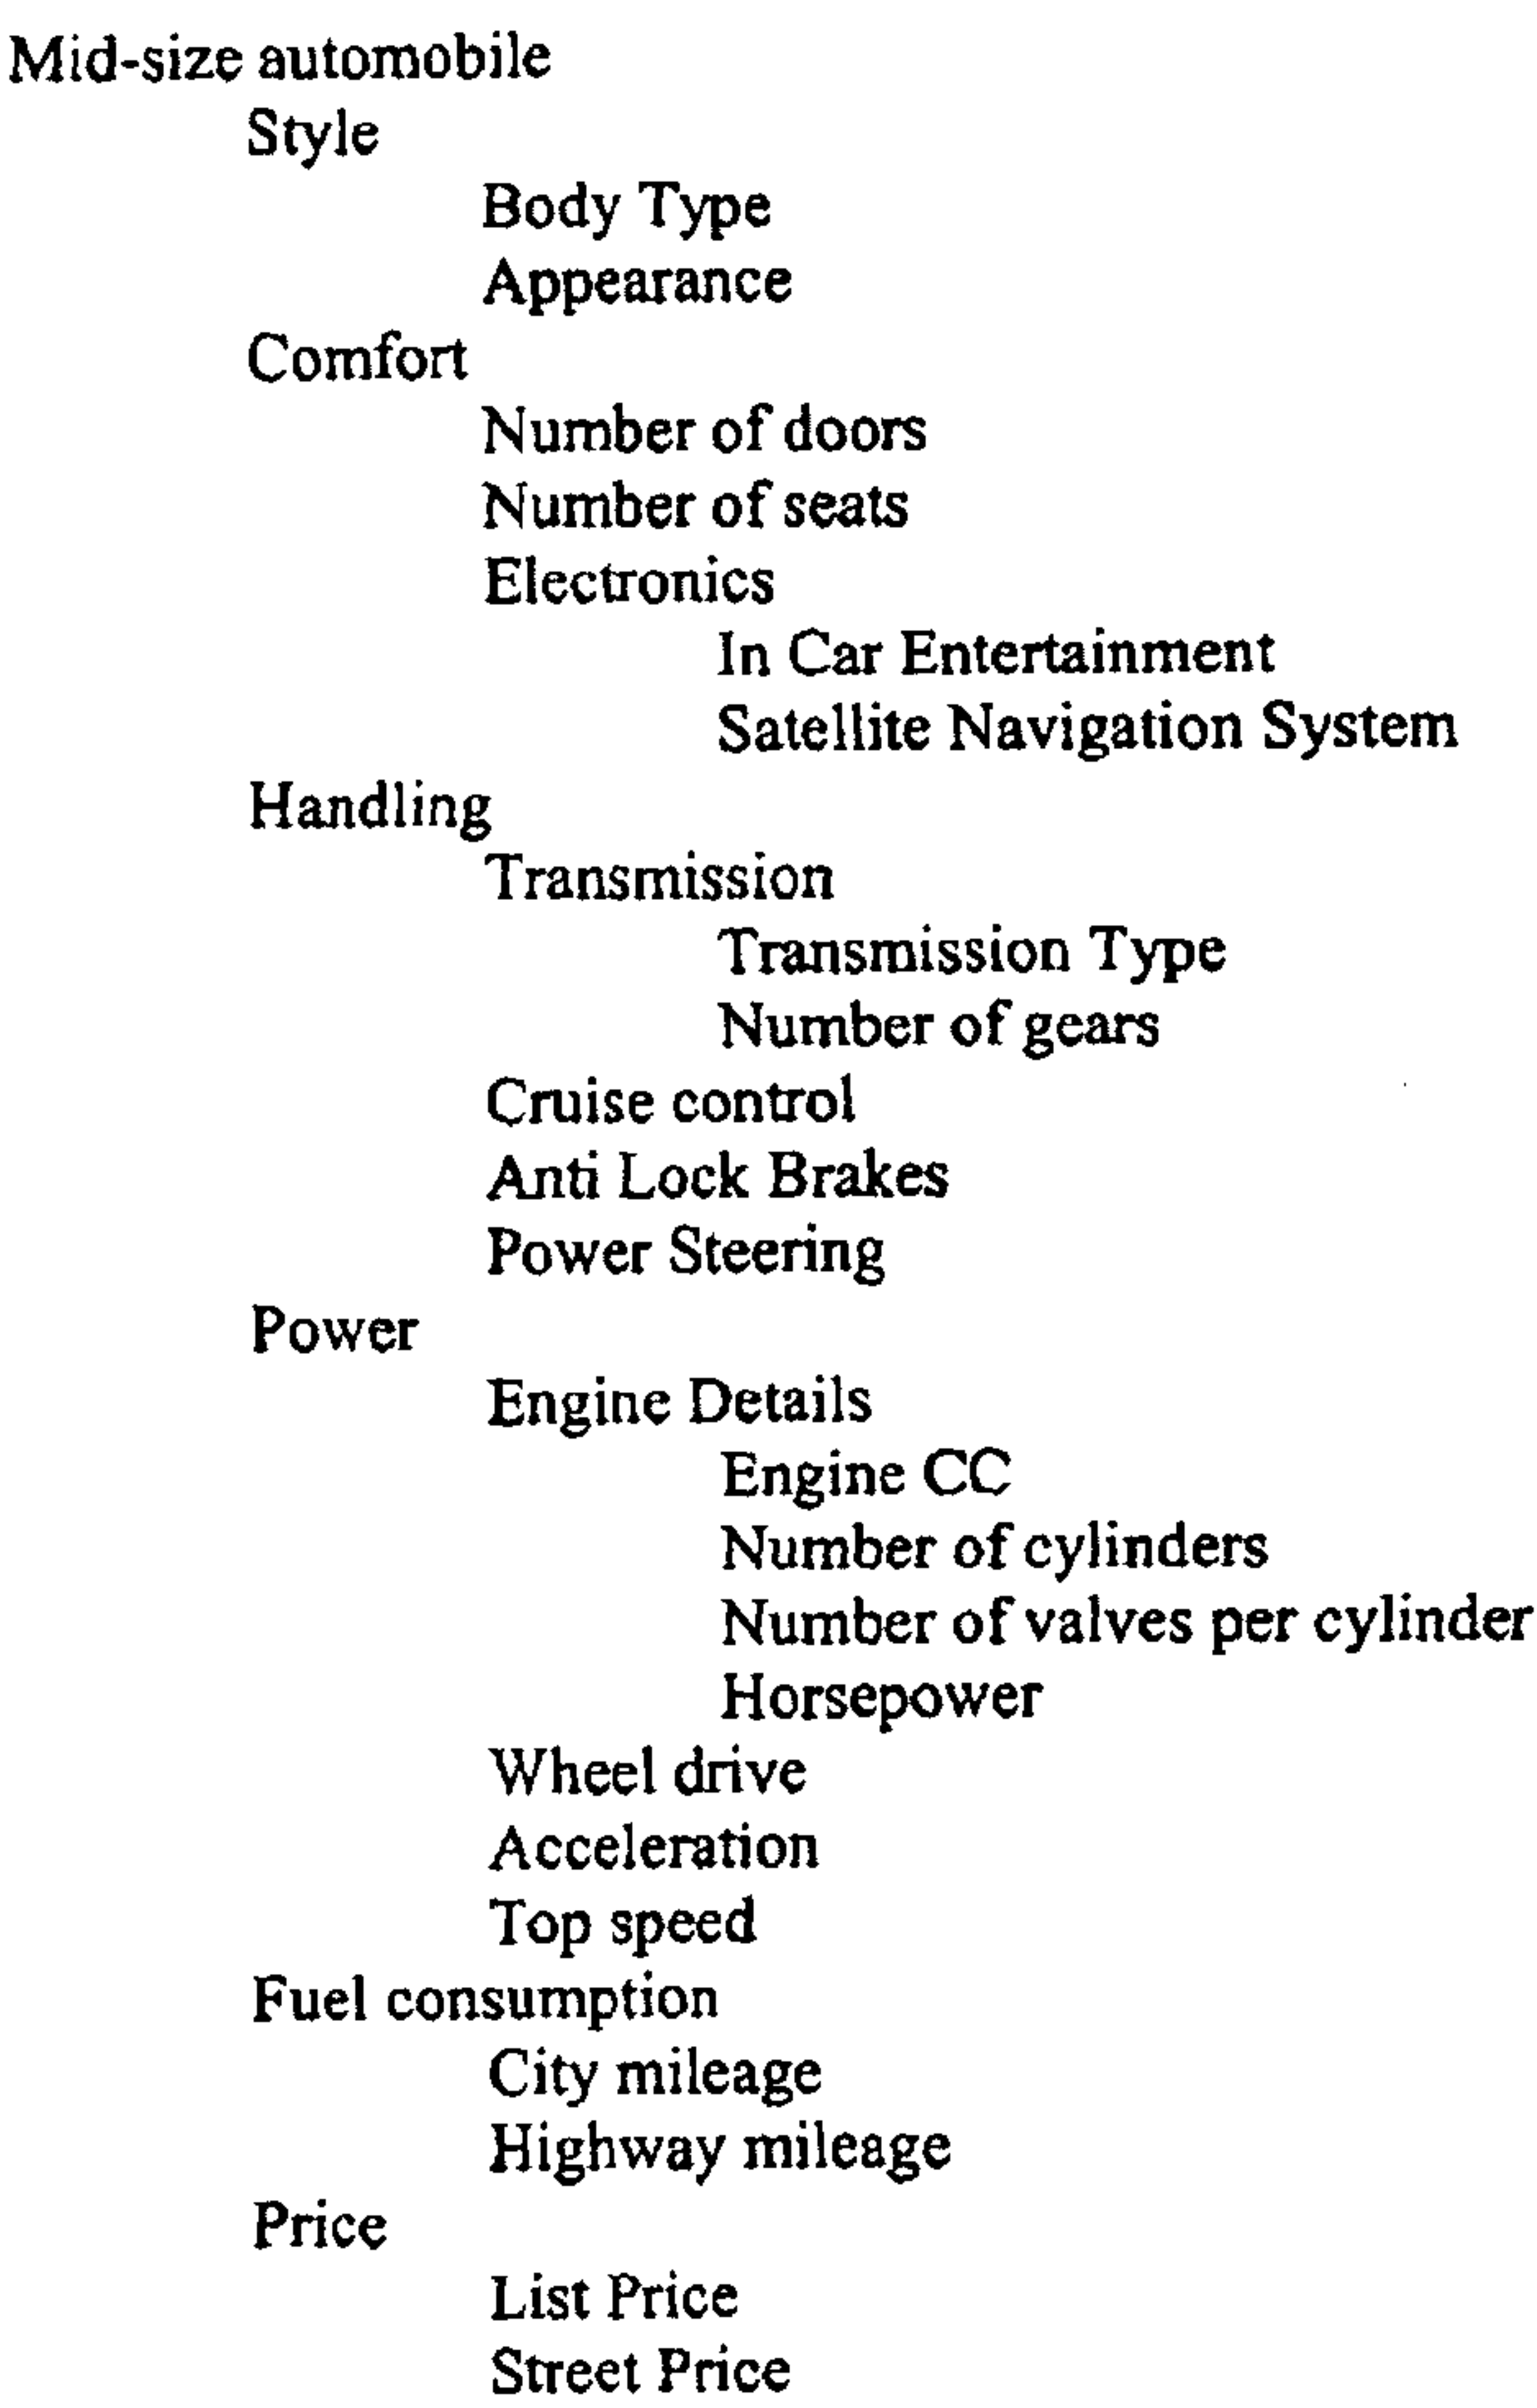 Mid-size automobile
Style
Body Type
Appearance
Comfort
Number of doors
Number of seats
Electronics
In Car Entertainment
Satellite Navigation System
Handling
Transmission
Transmission Type
Number of gears
Cruise control
Anti Lock Brakes
Power Steering
Power
Engine Details
Engine CC
Number of cylinders
Number of valves per cylinder
Horsepower
Wheel drive
Acceleration
Top speed
Fuel consumption
City mileage
Highway mileage
Price
List Price
Street Price